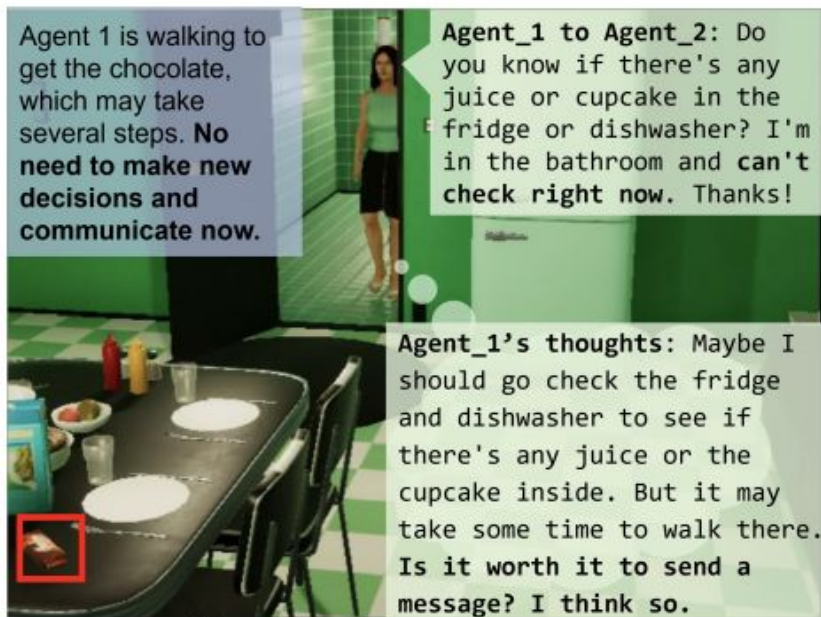 Agent 1 is walking to
get the chocolate,
which may take
several steps. No
need to make new
decisions and
communicate now.
Agent_1 to Agent_2: Do
you know if there's any
juice or cupcake in the
fridge or dishwasher? I'm
in the bathroom and can't
check right now. Thanks!
Agent_1’s thoughts: Maybe I
should go check the fridge
and dishwasher to see if
there's any juice or the
cupcake inside. But it may
take some time to walk there.
Is it worth it to send a
message? I think so.